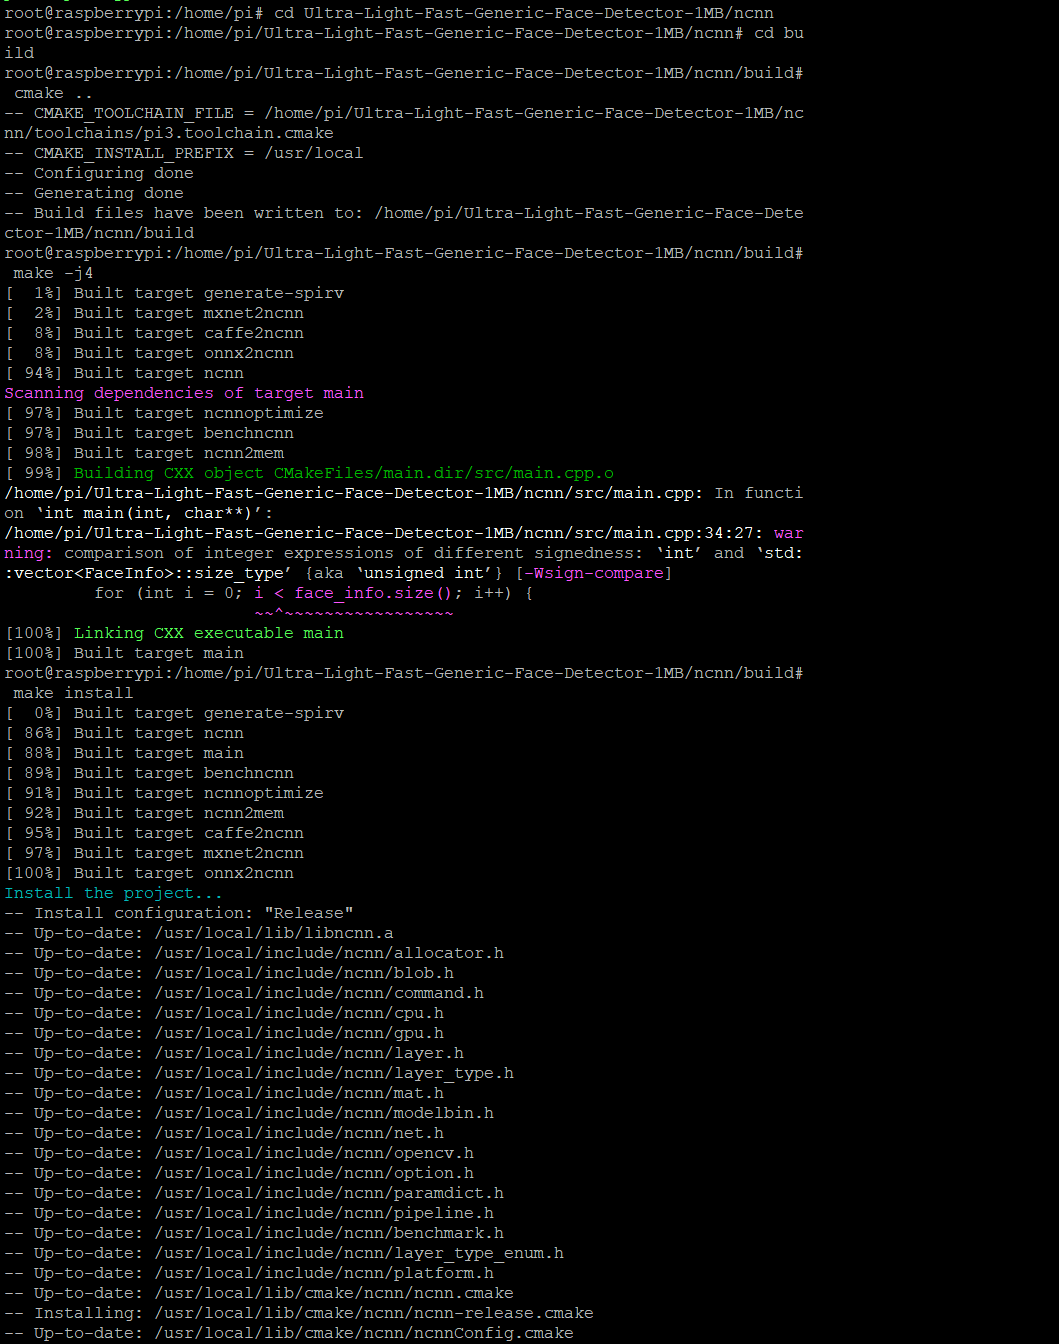 root@raspberrypi:/home/pi# cd Ultra-Light-Fast-Generic-Face-Detector-1MB/ncnn
root@raspberrypi:/home/pi/Ultra-Light-Fast-Generic-Face-Detector-1MB/ncnn# cd bu
ild
root@raspberrypi:/home/pi/Ultra-Light-Fast-Generic-Face-Detector-1MB/ncnn/build#
 cmake ..
-- CMAKE_TOOLCHAIN_FILE = /home/pi/Ultra-Light-Fast-Generic-Face-Detector-1MB/nc
nn/toolchains/pi3.toolchain.cmake
-- CMAKE_INSTALL_PREFIX = /usr/local
-- Configuring done
-- Generating done
-- Build files have been written to: /home/pi/Ultra-Light-Fast-Generic-Face-Dete
ctor-1MB/ncnn/build
root@raspberrypi:/home/pi/Ultra-Light-Fast-Generic-Face-Detector-1MB/ncnn/build#
 make -j4
[  1%] Built target generate-spirv
[  2%] Built target mxnet2ncnn
[  8%] Built target caffe2ncnn
[  8%] Built target onnx2ncnn
[ 94%] Built target ncnn
Scanning dependencies of target main
[ 97%] Built target ncnnoptimize
[ 97%] Built target benchncnn
[ 98%] Built target ncnn2mem
[ 99%] Building CXX object CMakeFiles/main.dir/src/main.cpp.o
/home/pi/Ultra-Light-Fast-Generic-Face-Detector-1MB/ncnn/src/main.cpp: In functi
on ‘int main(int, char**)’:
/home/pi/Ultra-Light-Fast-Generic-Face-Detector-1MB/ncnn/src/main.cpp:34:27: war
ning: comparison of integer expressions of different signedness: ‘int’ and ‘std:
:vector<FaceInfo>::size_type’ {aka ‘unsigned int’} [-Wsign-compare]
         for (int i = 0; i < face_info.size(); i++) {
                         ~~^~~~~~~~~~~~~~~~~~
[100%] Linking CXX executable main
[100%] Built target main
root@raspberrypi:/home/pi/Ultra-Light-Fast-Generic-Face-Detector-1MB/ncnn/build#
 make install
[  0%] Built target generate-spirv
[ 86%] Built target ncnn
[ 88%] Built target main
[ 89%] Built target benchncnn
[ 91%] Built target ncnnoptimize
[ 92%] Built target ncnn2mem
[ 95%] Built target caffe2ncnn
[ 97%] Built target mxnet2ncnn
[100%] Built target onnx2ncnn
Install the project...
-- Install configuration: "Release"
-- Up-to-date: /usr/local/lib/libncnn.a
-- Up-to-date: /usr/local/include/ncnn/allocator.h
-- Up-to-date: /usr/local/include/ncnn/blob.h
-- Up-to-date: /usr/local/include/ncnn/command.h
-- Up-to-date: /usr/local/include/ncnn/cpu.h
-- Up-to-date: /usr/local/include/ncnn/gpu.h
-- Up-to-date: /usr/local/include/ncnn/layer.h
-- Up-to-date: /usr/local/include/ncnn/layer_type.h
-- Up-to-date: /usr/local/include/ncnn/mat.h
-- Up-to-date: /usr/local/include/ncnn/modelbin.h
-- Up-to-date: /usr/local/include/ncnn/net.h
-- Up-to-date: /usr/local/include/ncnn/opencv.h
-- Up-to-date: /usr/local/include/ncnn/option.h
-- Up-to-date: /usr/local/include/ncnn/paramdict.h
-- Up-to-date: /usr/local/include/ncnn/pipeline.h
-- Up-to-date: /usr/local/include/ncnn/benchmark.h
-- Up-to-date: /usr/local/include/ncnn/layer_type_enum.h
-- Up-to-date: /usr/local/include/ncnn/platform.h
-- Up-to-date: /usr/local/lib/cmake/ncnn/ncnn.cmake
-- Installing: /usr/local/lib/cmake/ncnn/ncnn-release.cmake
-- Up-to-date: /usr/local/lib/cmake/ncnn/ncnnConfig.cmake